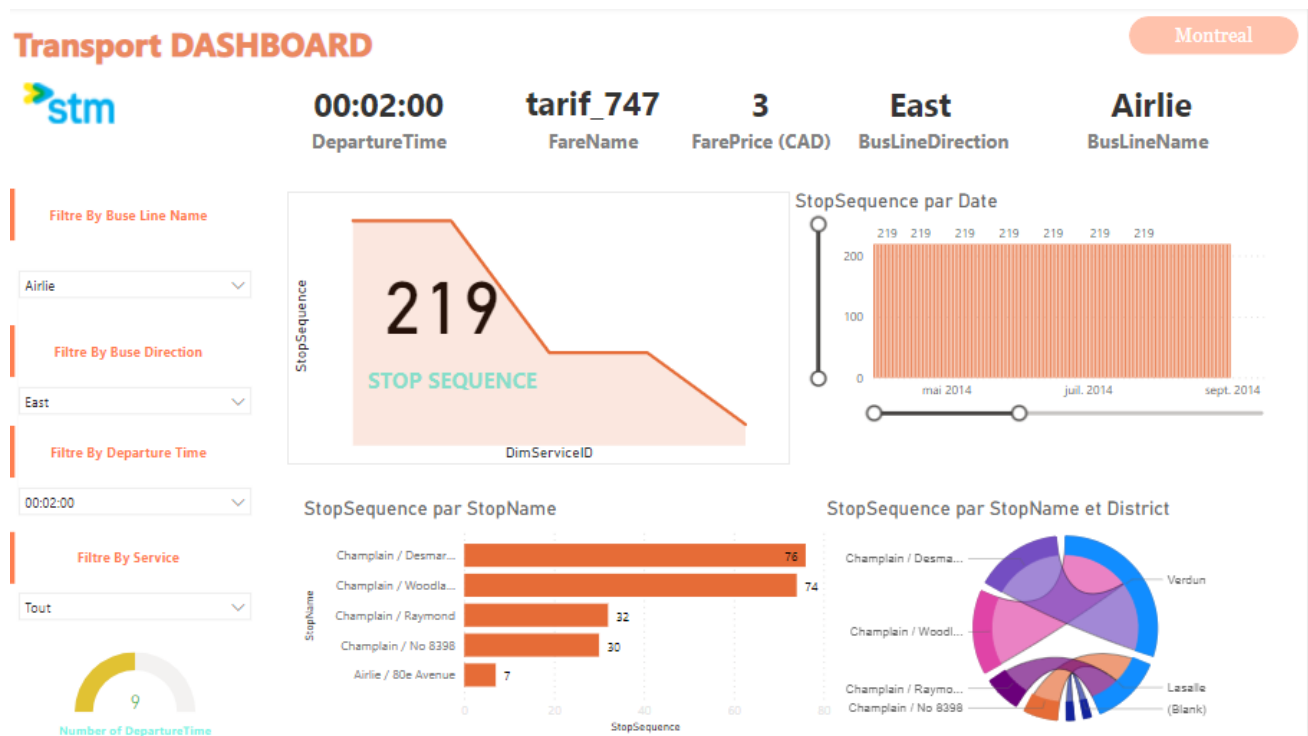 Transport DASHBOARD
Montreal
stm
00:02:00
DepartureTime
tarif_747
FareName
3
FarePrice (CAD)
East
BusLineDirection
Airlie
BusLineName
Filtre By Buse Line Name
Airlie
Filtre By Buse Direction
East
Filtre By Departure Time
00:02:00
Filtre By Service
Tout
9
Number of DepartureTime
StopSequence
219
STOP SEQUENCE
DimServiceID
StopSequence par Date
219 219 219 219 219 219 219
200
100
0
mai 2014 juil. 2014 sept. 2014
StopSequence par StopName
StopName
Champlain / Desmar... 76
Champlain / Woodla... 74
Champlain / Raymond 32
Champlain / No 8398 30
Airlie / 80e Avenue 7
0 20 40 60 80
StopSequence
StopSequence par StopName et District
Champlain / Desma...
Champlain / Woodl...
Champlain / Raymo...
Champlain / No 8398
Verdun
Lasalle
(Blank)